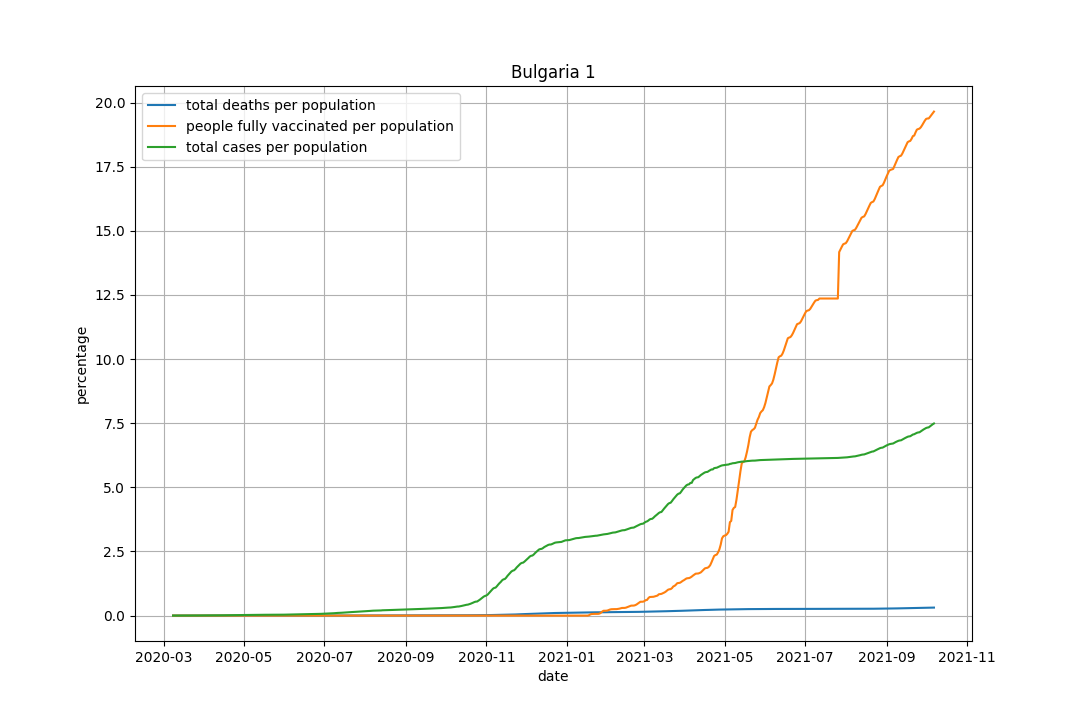 Bulgaria 1
total deaths per population
people fully vaccinated per population
total cases per population
percentage
20.0
17.5
15.0
12.5
10.0
7.5
5.0
2.5
0.0
2020-03 2020-05 2020-07 2020-09 2020-11 2021-01 2021-03 2021-05 2021-07 2021-09 2021-11
date